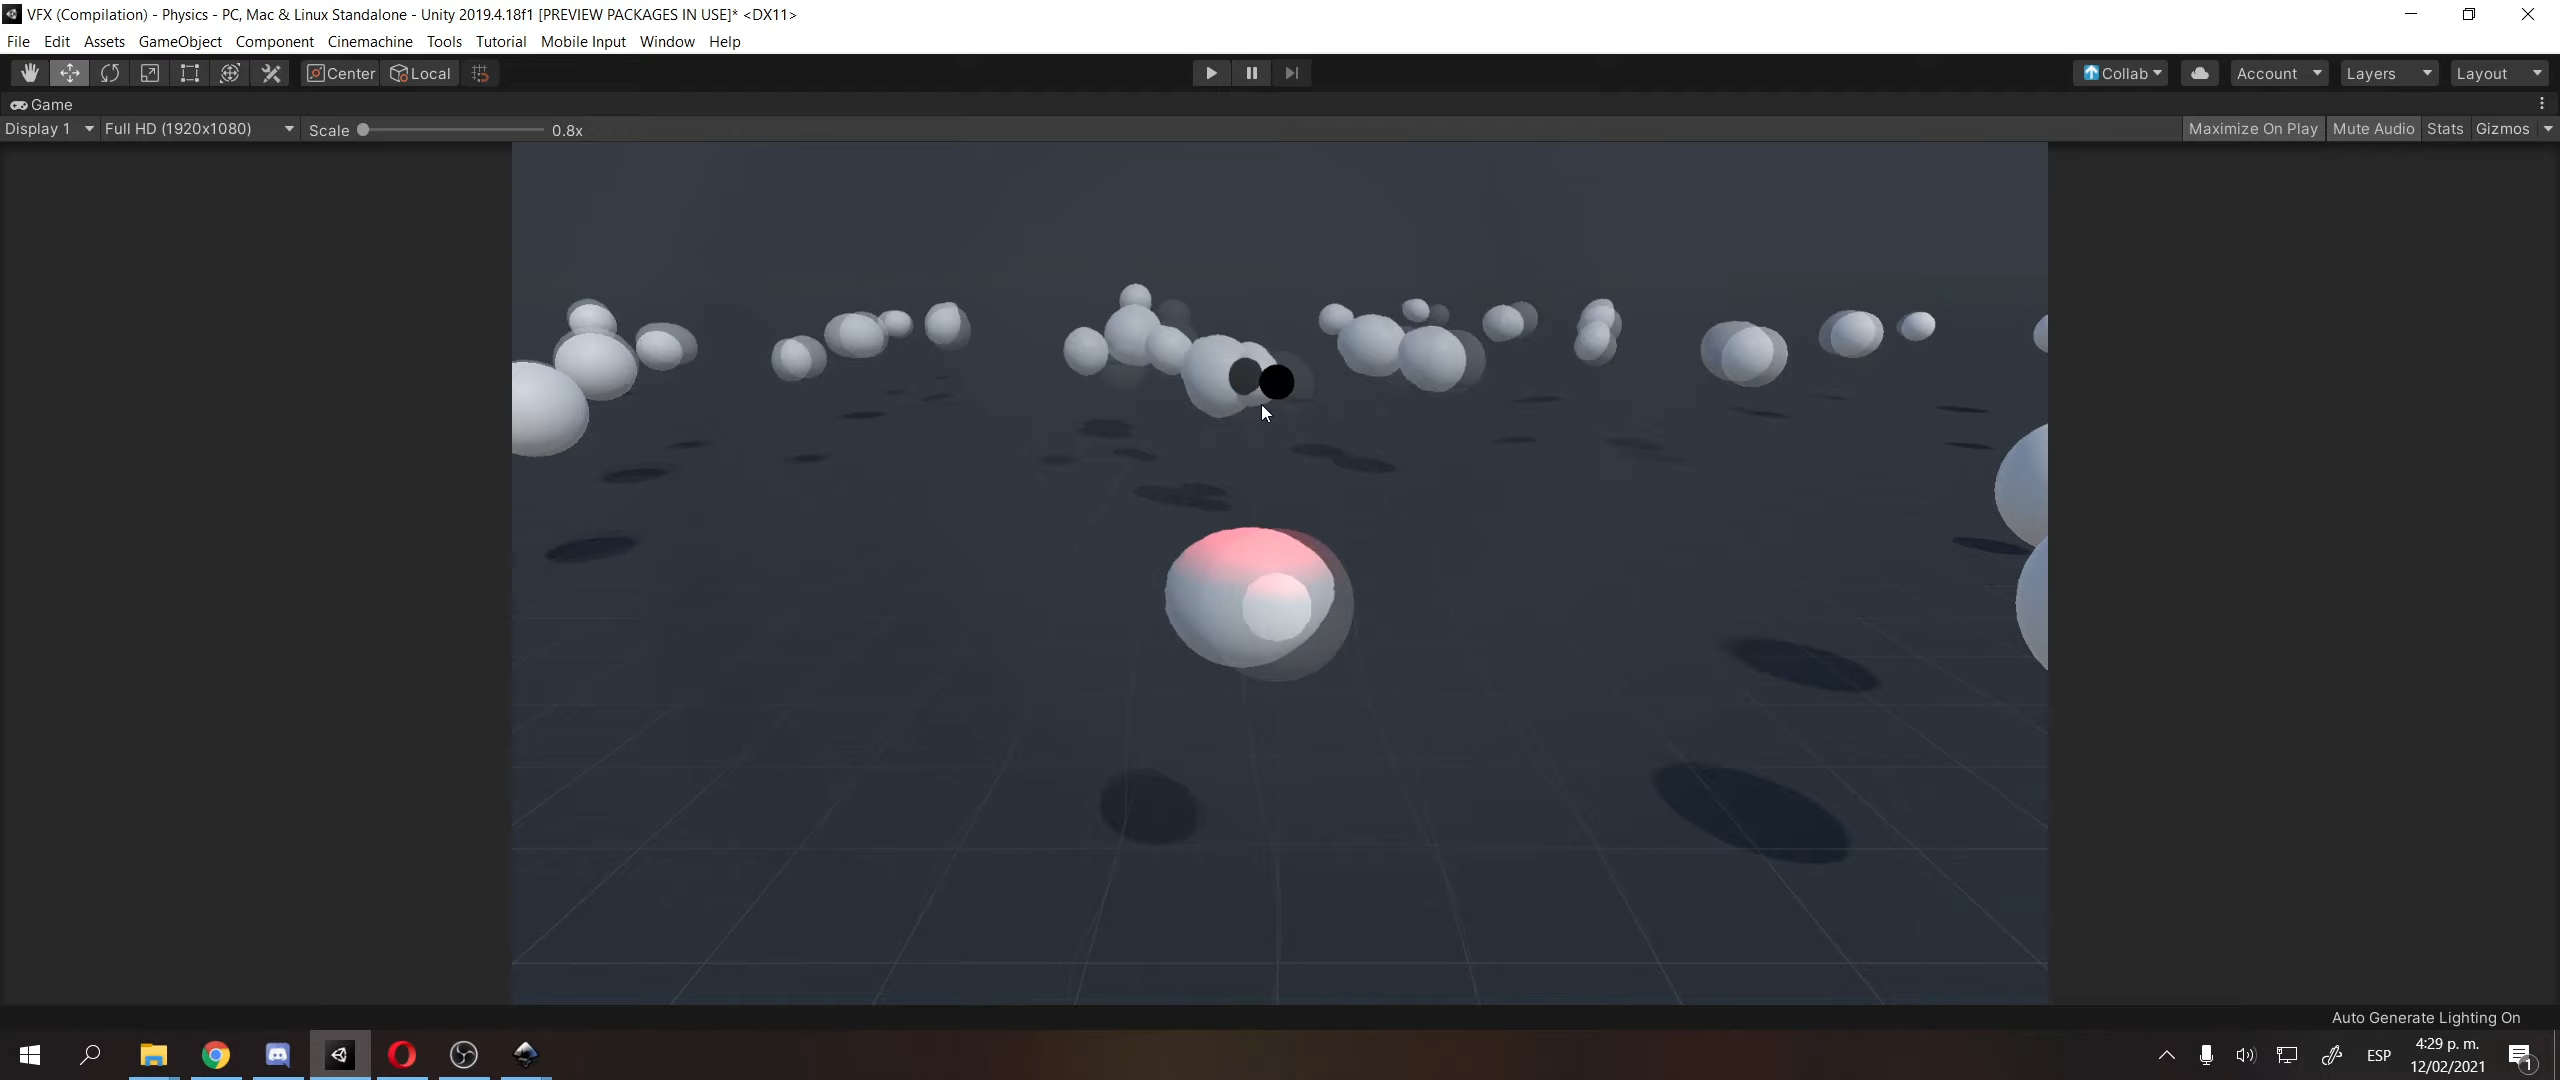 VFX (Compilation) - Physics - PC, Mac & Linux Standalone - Unity 2019.4.18f1 [PREVIEW PACKAGES IN USE]* <DX11>
File Edit Assets GameObject Component Cinemachine Tools Tutorial Mobile Input Window Help
Center Local Collab Account Layers Layout
Game
Display 1 Full HD (1920x1080) Scale 0.8x Maximize On Play Mute Audio Stats Gizmos
Auto Generate Lighting On
ESP 4:29 p. m. 1
12/02/2021